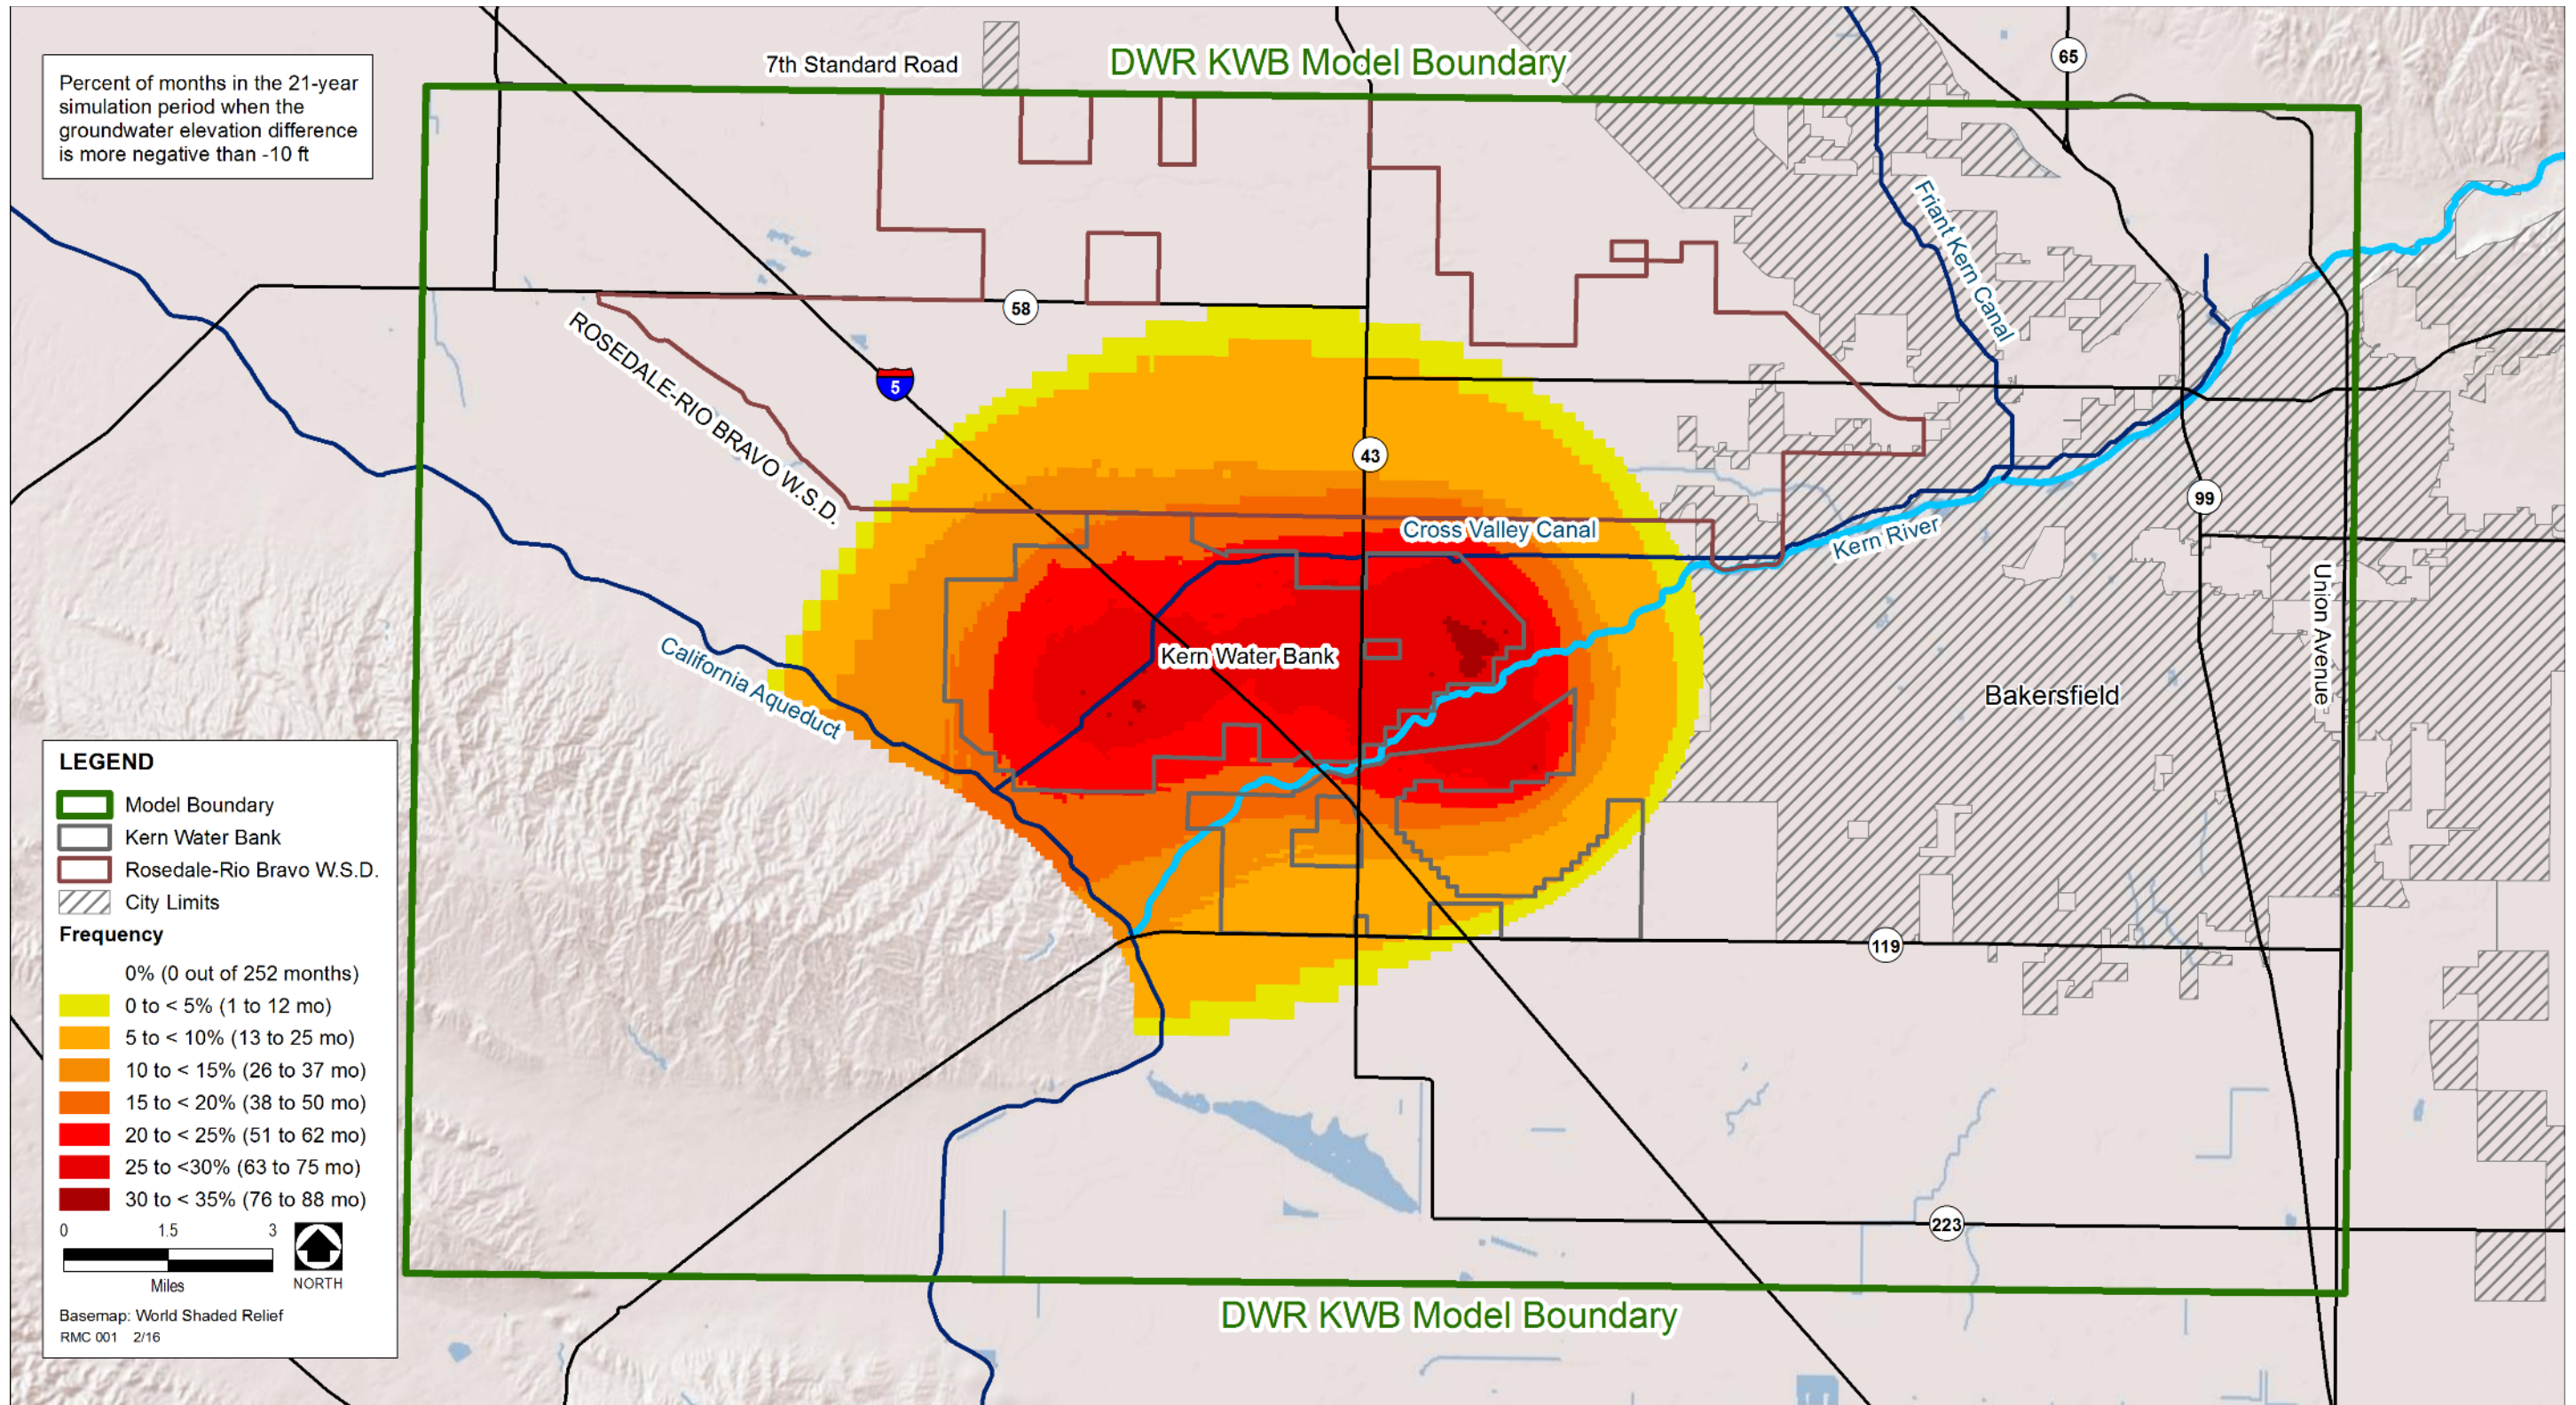 Percent of months in the 21-year
simulation period when the
groundwater elevation difference
is more negative than -10 ft
7th Standard Road
DWR KWB Model Boundary
65
Friant Kern Canal
58
ROSEDALE-RIO BRAVO W.S.D.
5
43
99
Cross Valley Canal
Kern River
Union Avenue
California Aqueduct
Kern Water Bank
Bakersfield
119
223
DWR KWB Model Boundary
LEGEND
Model Boundary
Kern Water Bank
Rosedale-Rio Bravo W.S.D.
City Limits
Frequency
0% (0 out of 252 months)
0 to < 5% (1 to 12 mo)
5 to < 10% (13 to 25 mo)
10 to < 15% (26 to 37 mo)
15 to < 20% (38 to 50 mo)
20 to < 25% (51 to 62 mo)
25 to <30% (63 to 75 mo)
30 to < 35% (76 to 88 mo)
0 1.5 3
Miles
NORTH
Basemap: World Shaded Relief
RMC 001 2/16